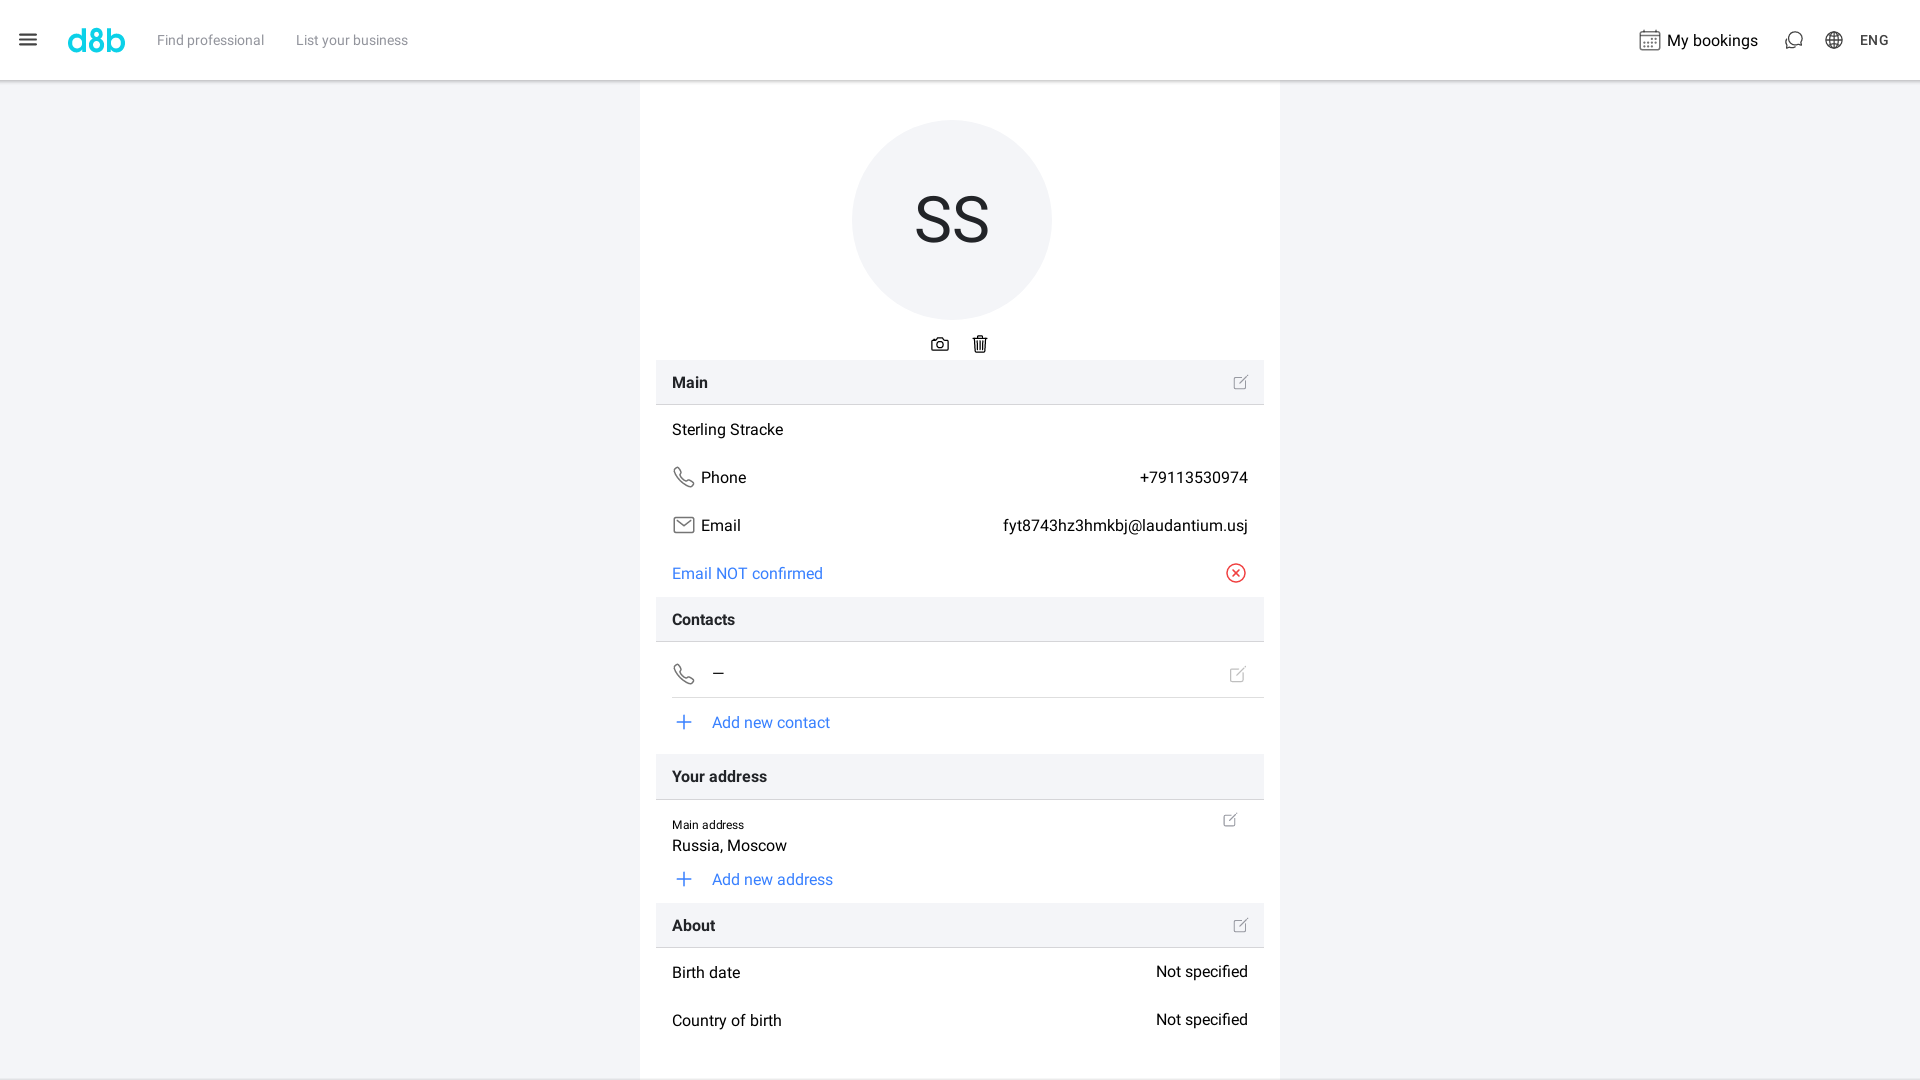 d8b
Find professional
List your business
My bookings
ENG
SS
Main
Sterling Stracke
Phone
+79113530974
Email
fyt8743hz3hmkbj@laudantium.usj
Email NOT confirmed
Contacts
–
Add new contact
Your address
Main address
Russia, Moscow
Add new address
About
Birth date
Not specified
Country of birth
Not specified